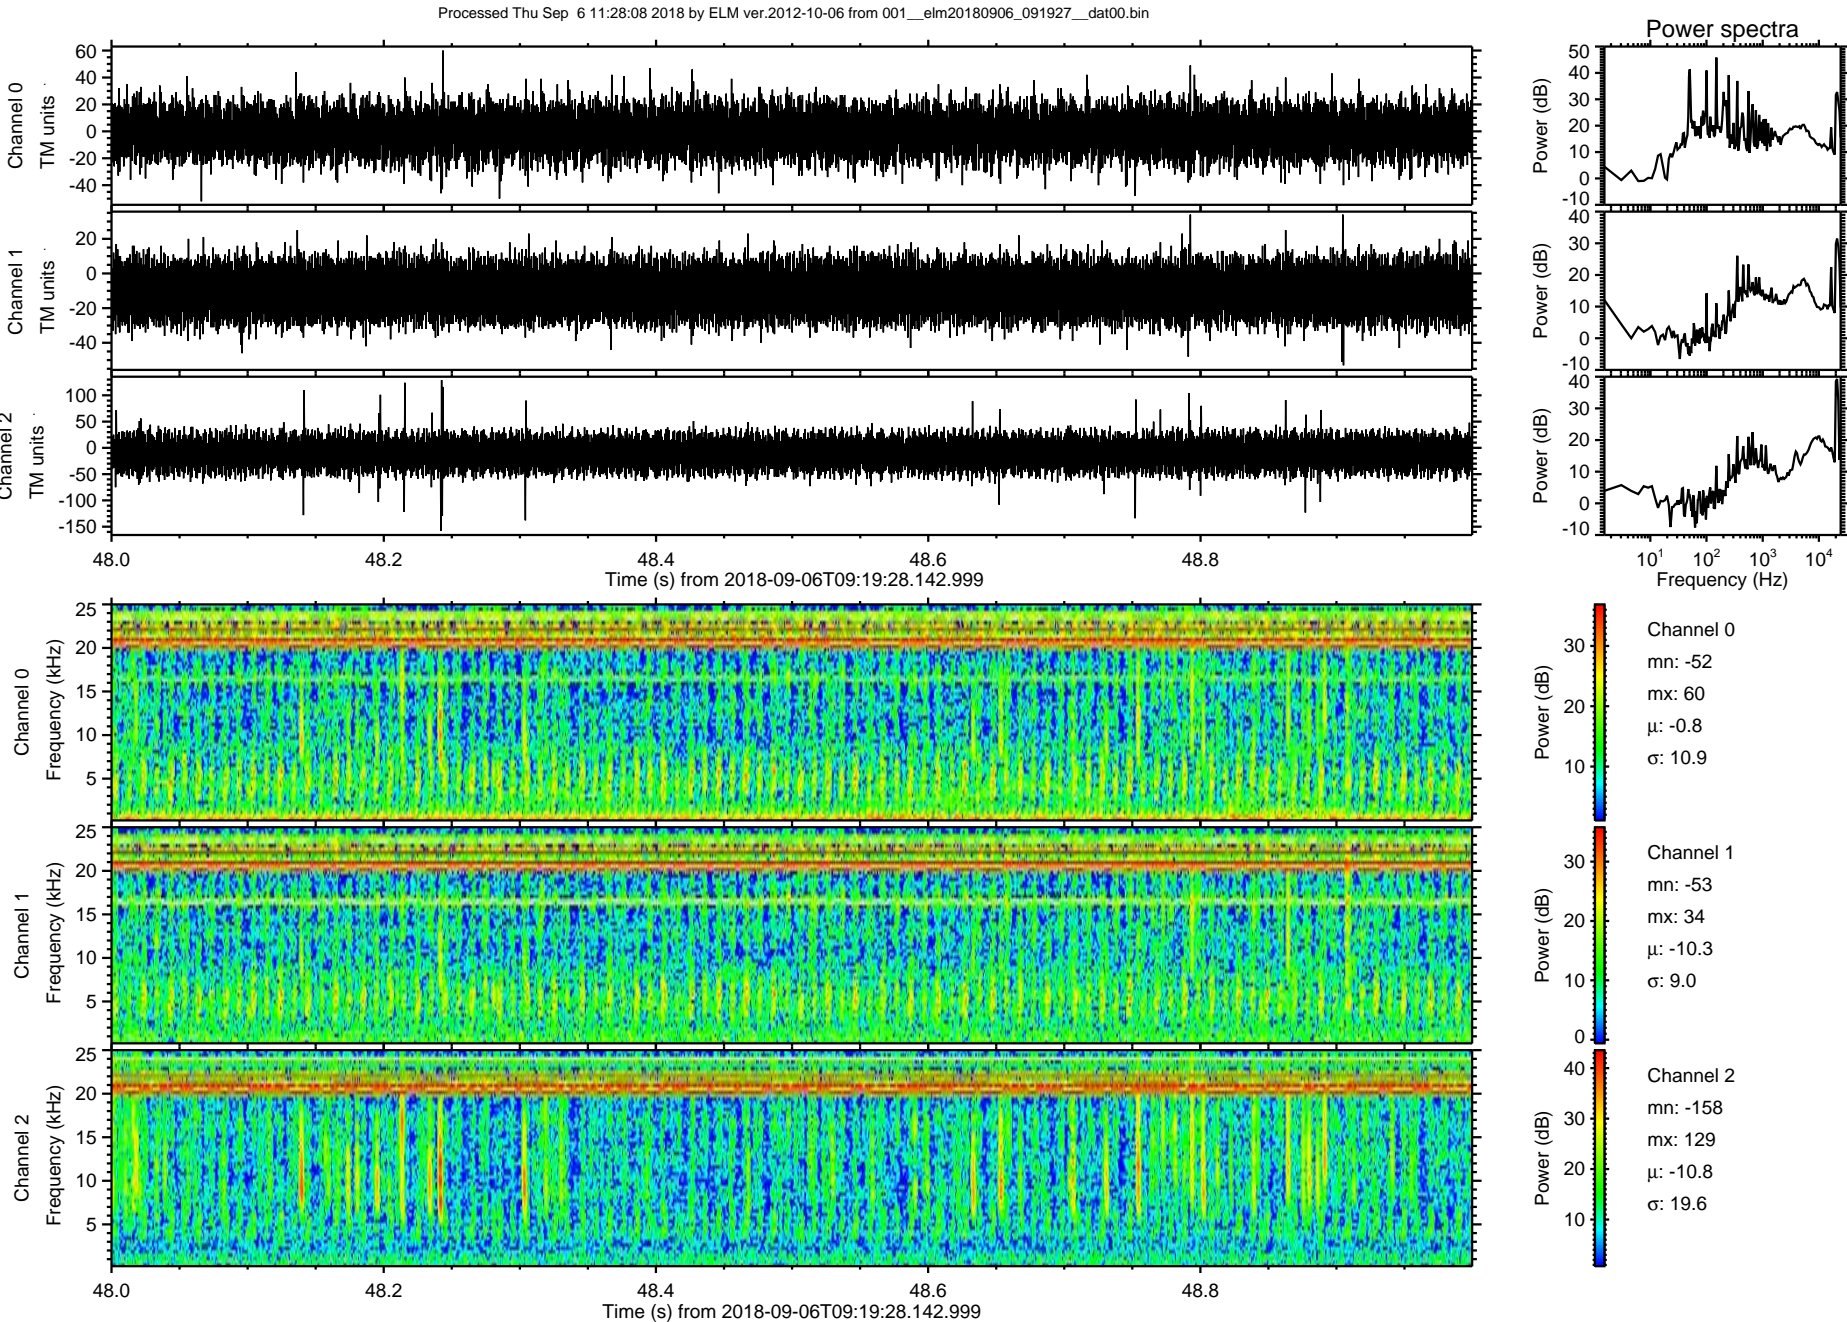 Processed Thu Sep  6 11:28:08 2018 by ELM ver.2012-10-06 from 001__elm20180906_091927__dat00.bin
Power spectra
Channel 0
TM units
60
40
20
0
-20
-40
Power (dB)
50
40
30
20
10
0
-10
Channel 1
TM units
20
0
-20
-40
Power (dB)
40
30
20
10
0
-10
Channel 2
TM units
100
50
0
-50
-100
-150
Power (dB)
40
30
20
10
0
-10
48.0 48.2 48.4 48.6 48.8
Time (s) from 2018-09-06T09:19:28.142.999
10^1 10^2 10^3 10^4
Frequency (Hz)
Channel 0
Frequency (kHz)
25
20
15
10
5
Power (dB)
30
20
10
Channel 0
mn: -52
mx: 60
μ: -0.8
σ: 10.9
Channel 1
Frequency (kHz)
25
20
15
10
5
Power (dB)
30
20
10
0
Channel 1
mn: -53
mx: 34
μ: -10.3
σ: 9.0
Channel 2
Frequency (kHz)
25
20
15
10
5
Power (dB)
40
30
20
10
Channel 2
mn: -158
mx: 129
μ: -10.8
σ: 19.6
48.0 48.2 48.4 48.6 48.8
Time (s) from 2018-09-06T09:19:28.142.999